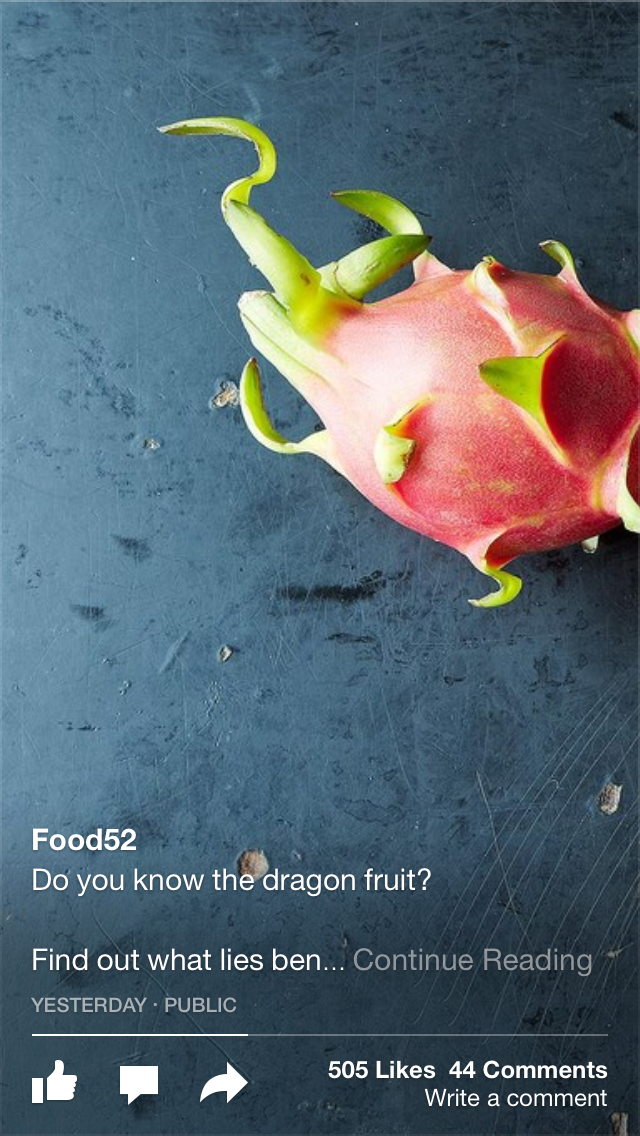 Food52
Do you know the dragon fruit?
Find out what lies ben... Continue Reading
YESTERDAY · PUBLIC
505 Likes 44 Comments
Write a comment